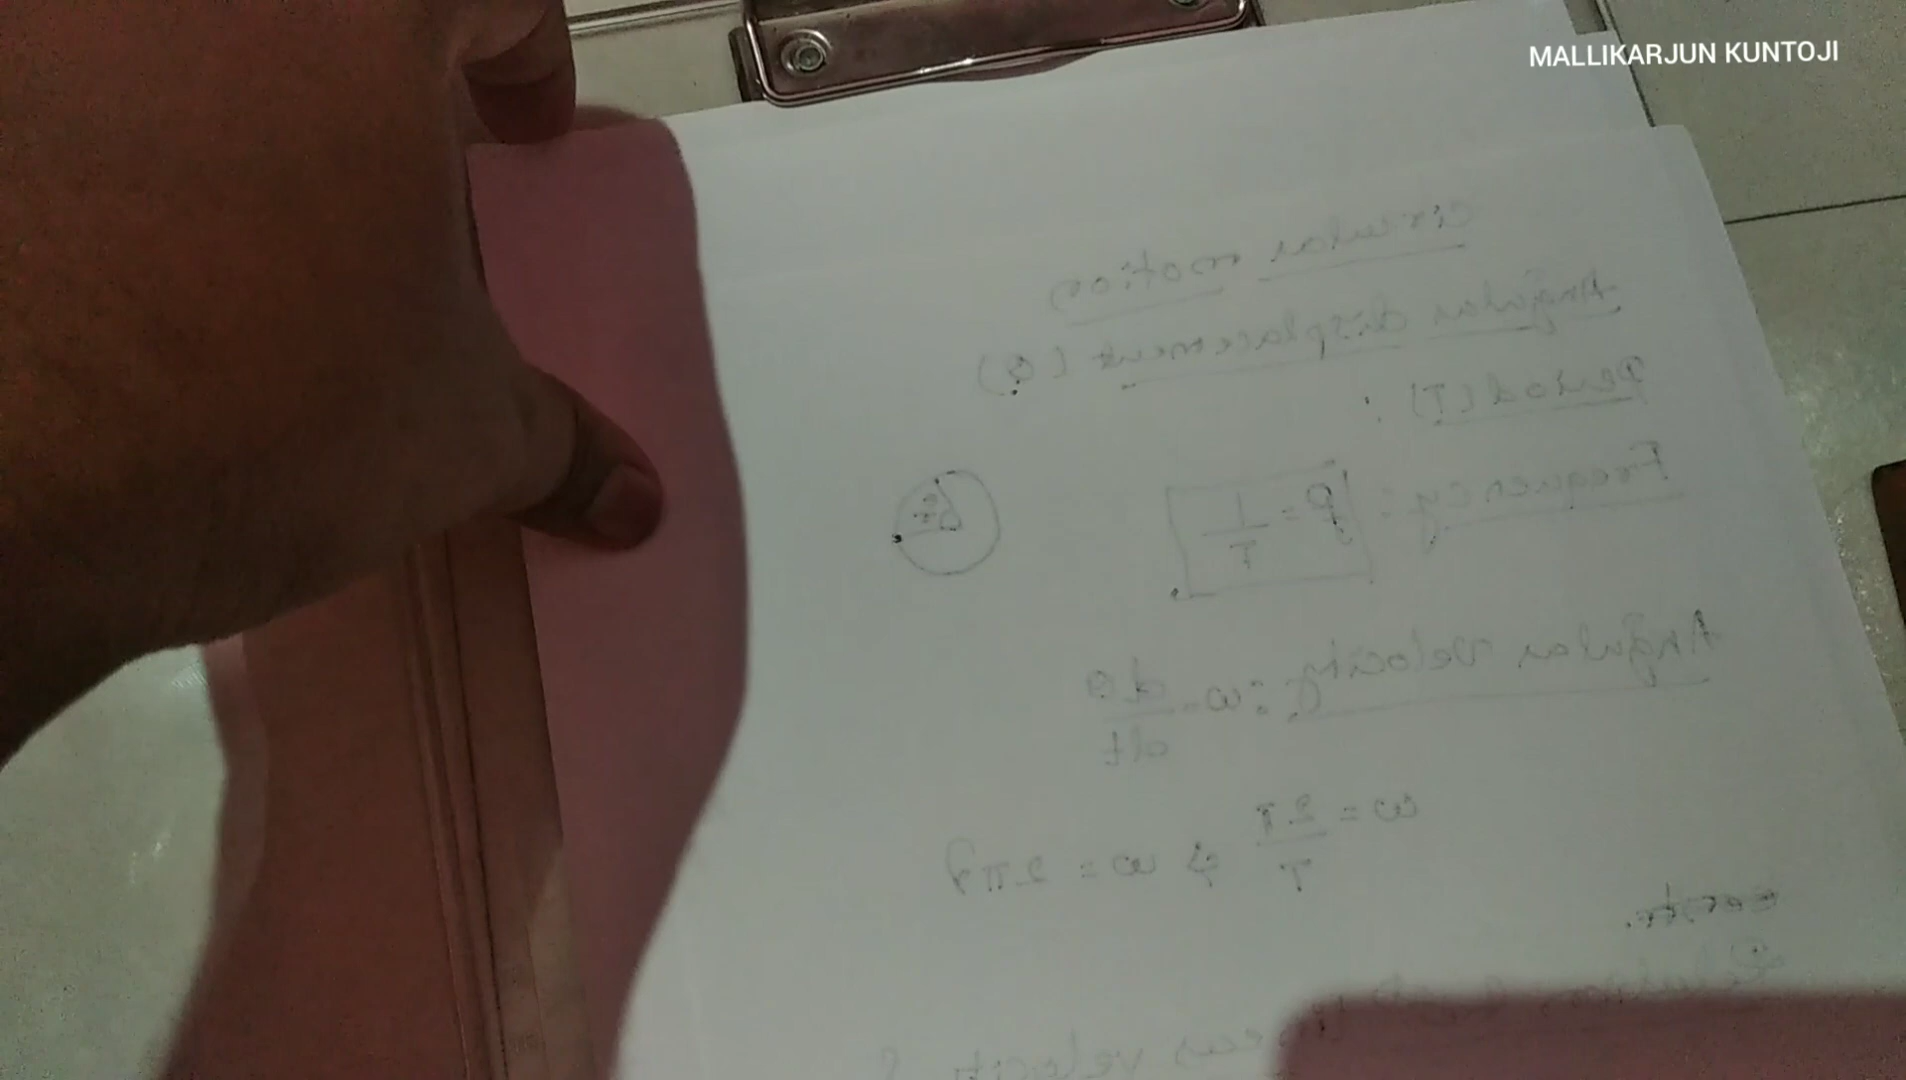 MALLIKARJUN KUNTOJI
circular motion
Angular displacement (θ)
Period (T) :
Frequency : f = 1/T
Angular velocity : ω = dθ/dt
ω = 2π/T → ω = 2πf
velocity